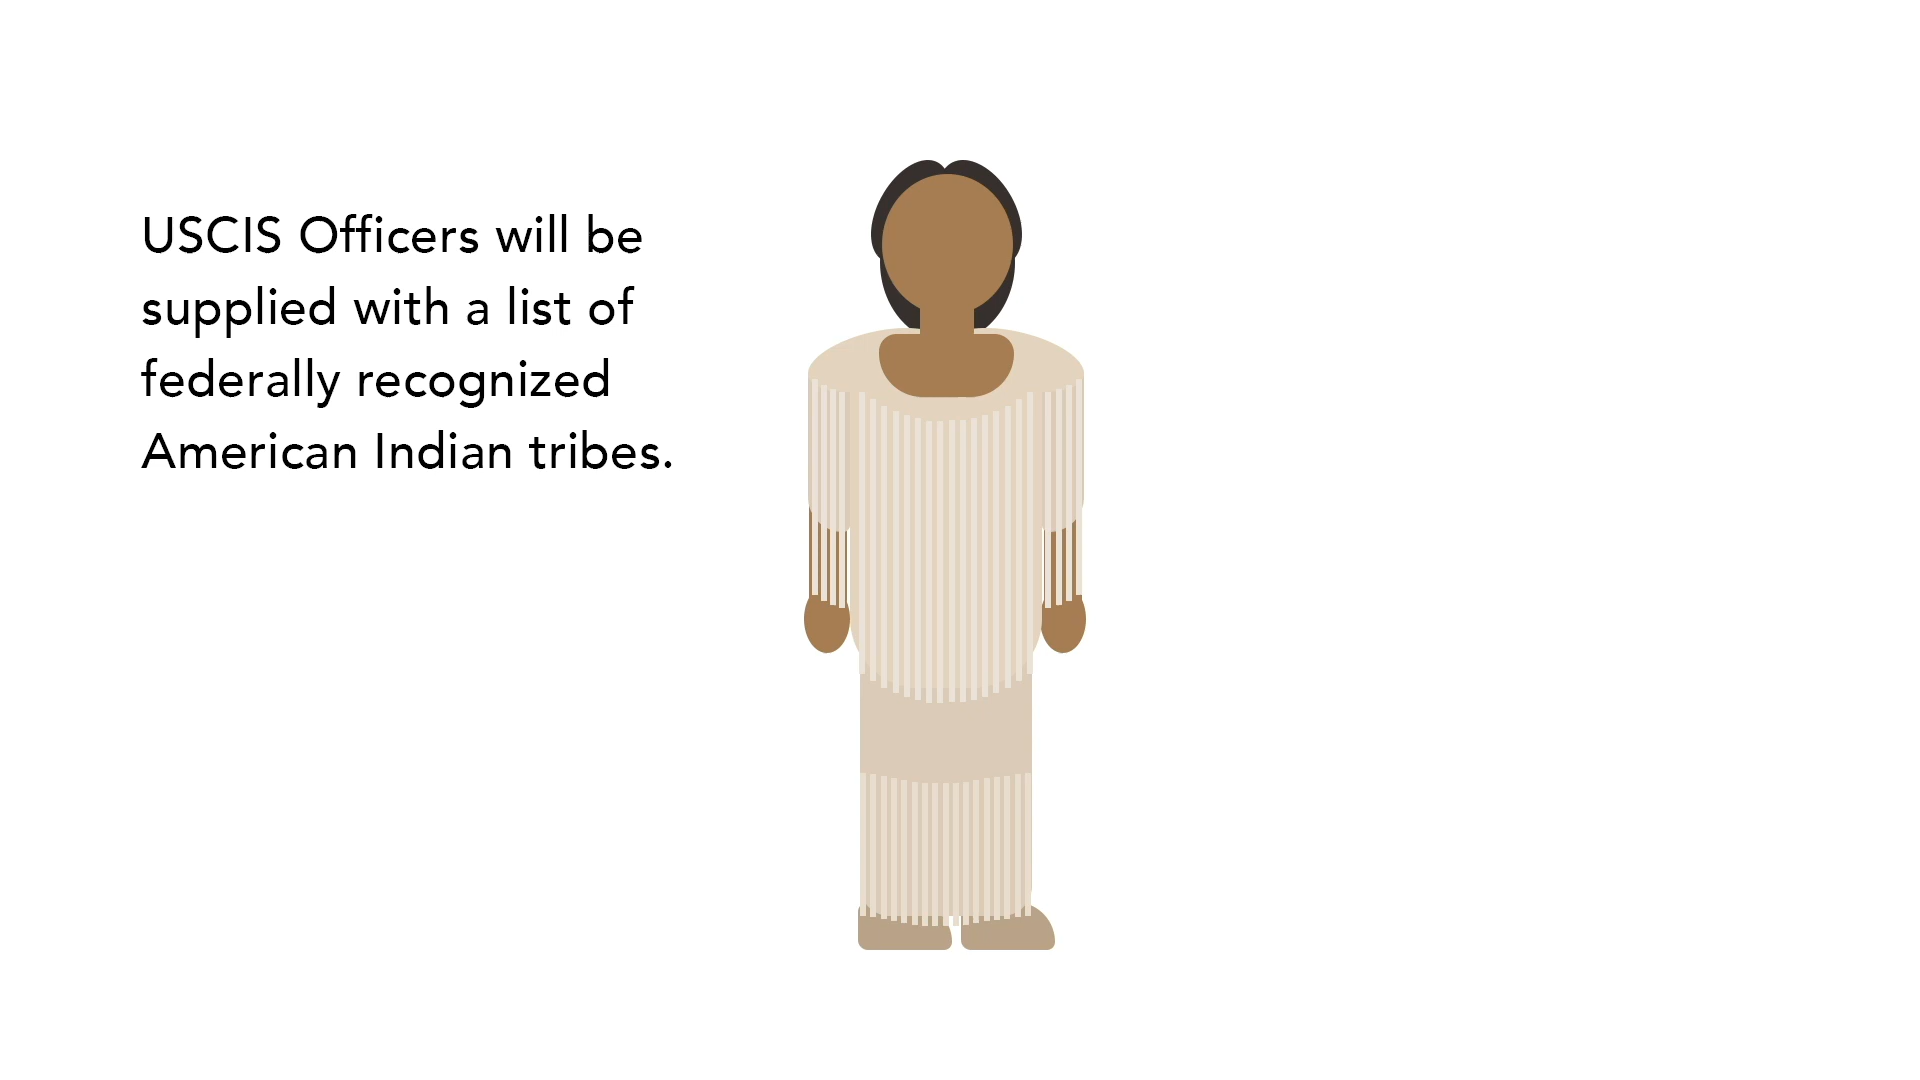 USCIS Officers will be
supplied with a list of
federally recognized
American Indian tribes.